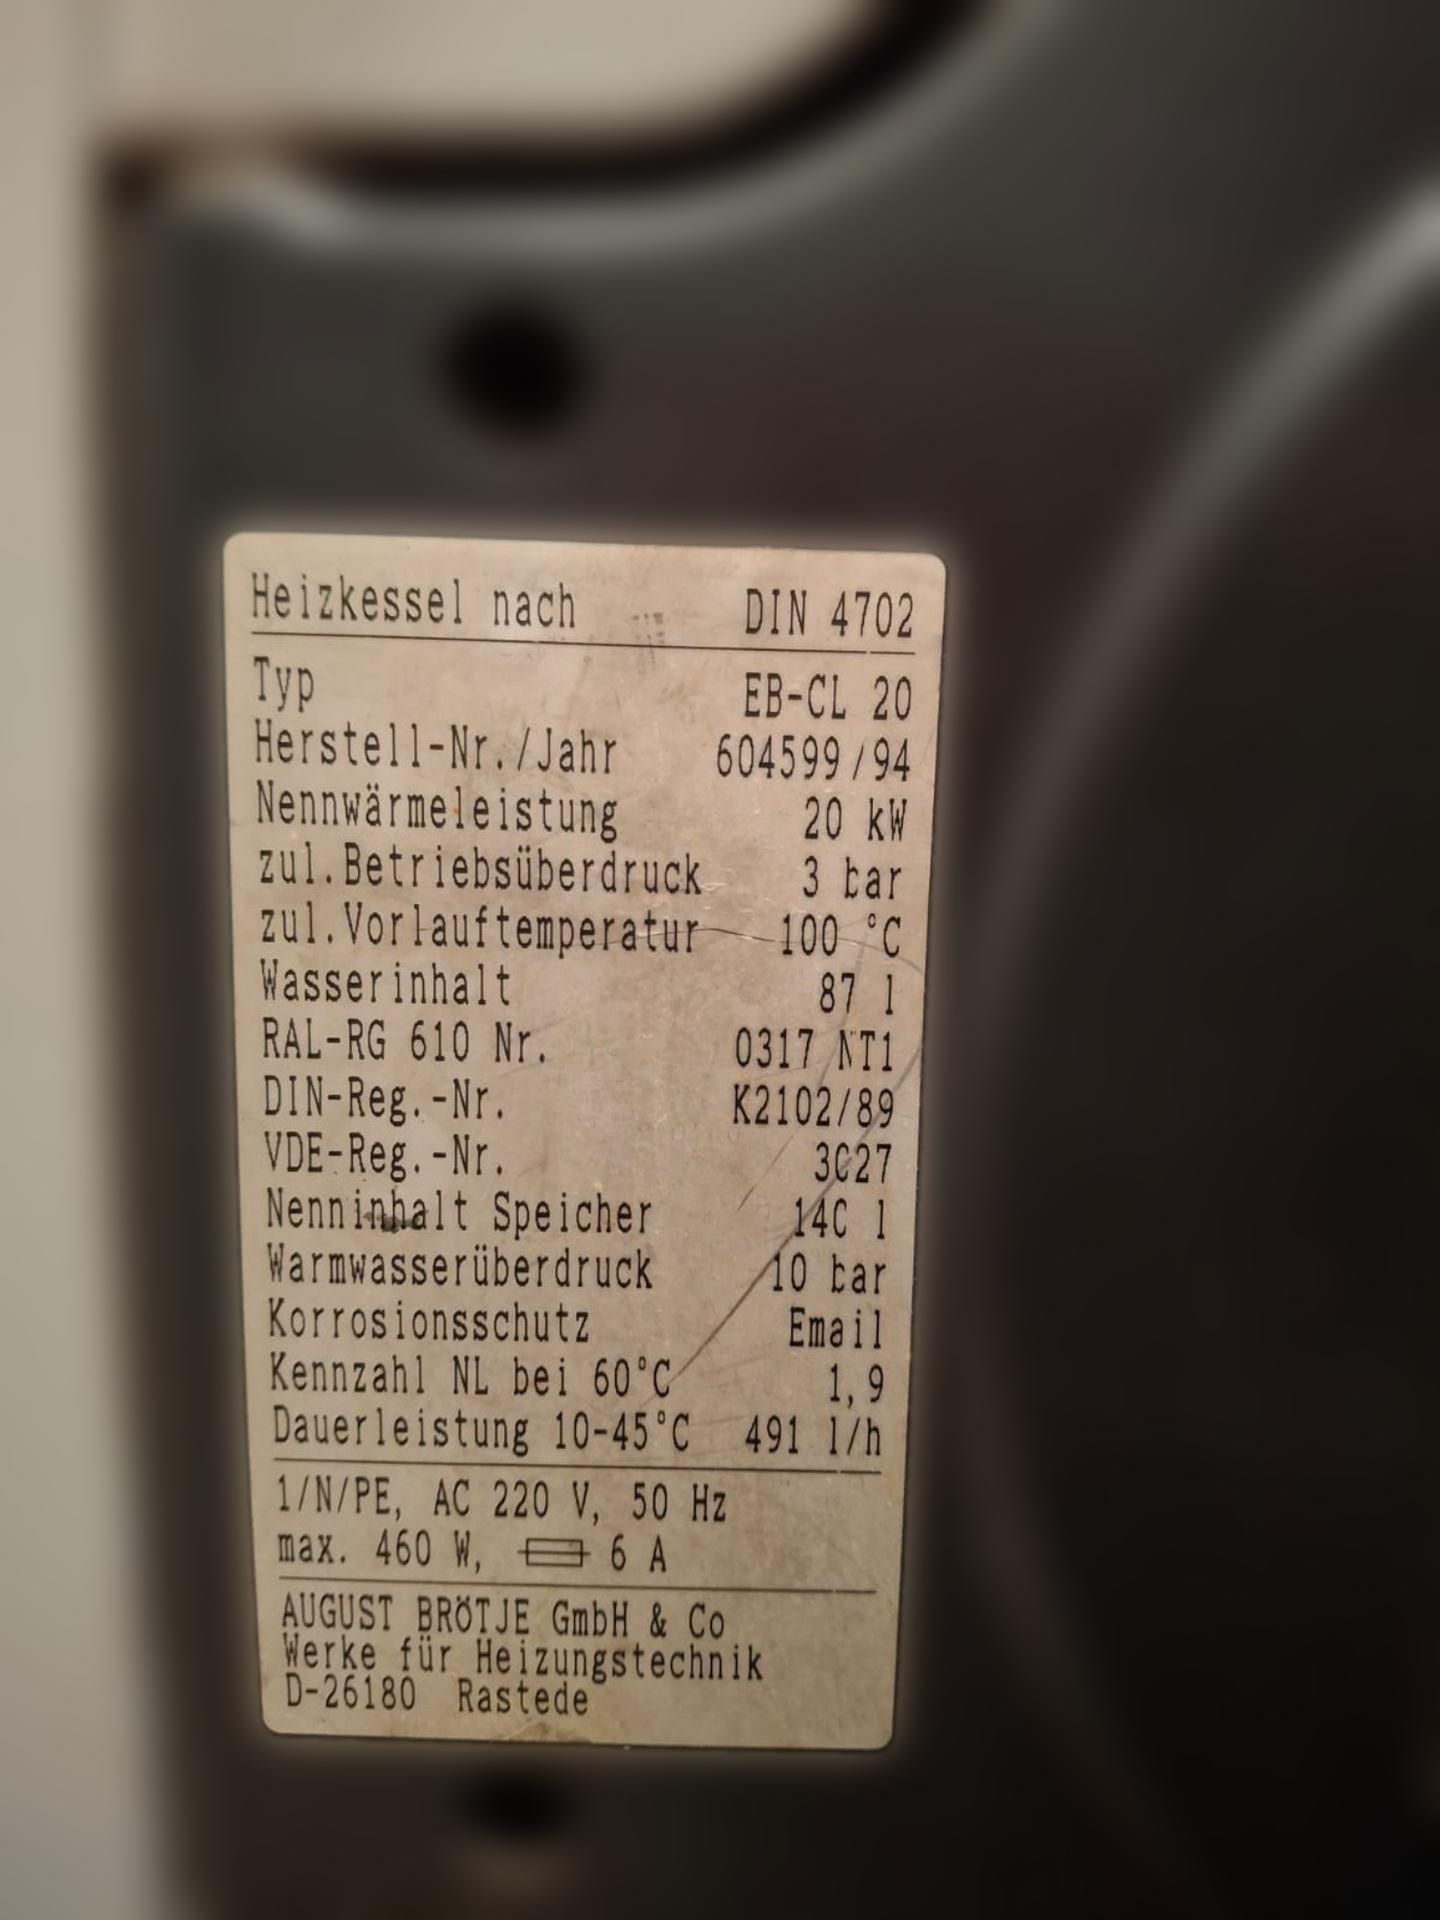 Heizkessel nach DIN 4702
Typ EB-CL 20
Herstell-Nr./Jahr 604599/94
Nennwärmeleistung 20 kW
zul.Betriebsüberdruck 3 bar
zul.Vorlauftemperatur 100 °C
Wasserinhalt 87 l
RAL-RG 610 Nr. 0317 NT1
DIN-Reg.-Nr. K2102/89
VDE-Reg.-Nr. 3027
Nenninhalt Speicher 140 l
Warmwasserüberdruck 10 bar
Korrosionsschutz Email
Kennzahl NL bei 60°C 1,9
Dauerleistung 10-45°C 491 l/h
1/N/PE, AC 220 V, 50 Hz
max. 460 W, 6 A
AUGUST BRÖTJE GmbH & Co
Werke für Heizungstechnik
D-26180 Rastede